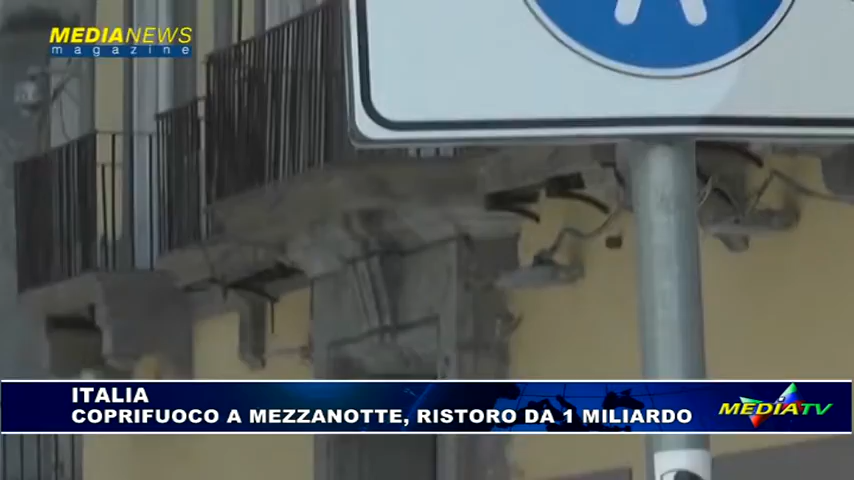 MEDIANEWS
magazine
ITALIA
COPRIFUOCO A MEZZANOTTE, RISTORO DA 1 MILIARDO
MEDIATV